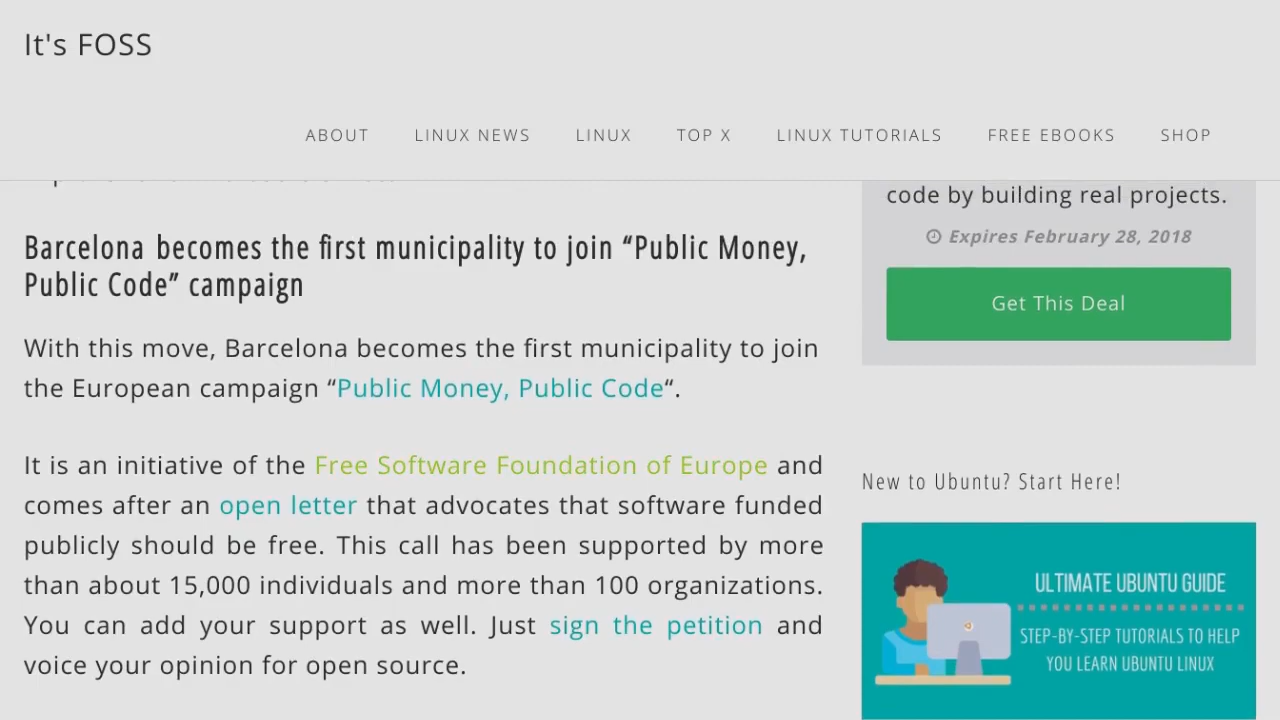 It's FOSS
ABOUT LINUX NEWS LINUX TOP X LINUX TUTORIALS FREE EBOOKS SHOP
Barcelona becomes the first municipality to join “Public Money,
Public Code” campaign
With this move, Barcelona becomes the first municipality to join
the European campaign “Public Money, Public Code“.
It is an initiative of the Free Software Foundation of Europe and
comes after an open letter that advocates that software funded
publicly should be free. This call has been supported by more
than about 15,000 individuals and more than 100 organizations.
You can add your support as well. Just sign the petition and
voice your opinion for open source.
code by building real projects.
Expires February 28, 2018
Get This Deal
New to Ubuntu? Start Here!
ULTIMATE UBUNTU GUIDE
STEP-BY-STEP TUTORIALS TO HELP
YOU LEARN UBUNTU LINUX